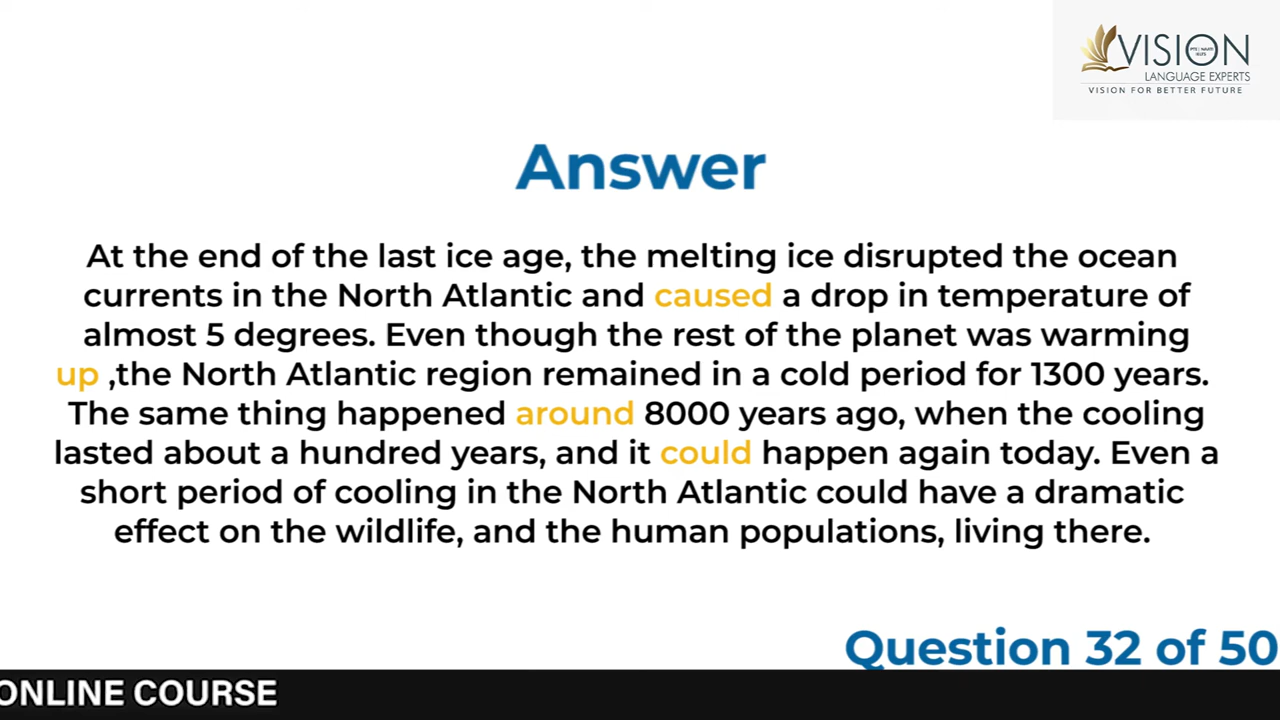 VISION
LANGUAGE EXPERTS
VISION FOR BETTER FUTURE
Answer
At the end of the last ice age, the melting ice disrupted the ocean
currents in the North Atlantic and caused a drop in temperature of
almost 5 degrees. Even though the rest of the planet was warming
up ,the North Atlantic region remained in a cold period for 1300 years.
The same thing happened around 8000 years ago, when the cooling
lasted about a hundred years, and it could happen again today. Even a
short period of cooling in the North Atlantic could have a dramatic
effect on the wildlife, and the human populations, living there.
Question 32 of 50
ONLINE COURSE